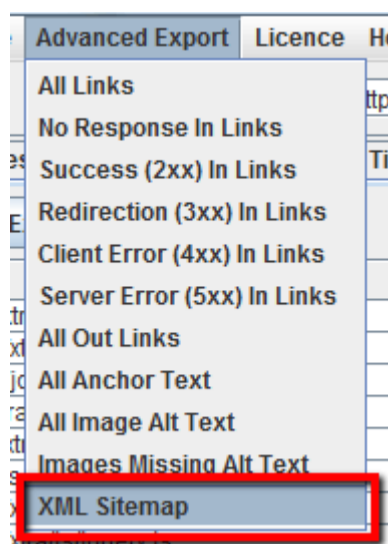 Advanced Export Licence
All Links
No Response In Links
Success (2xx) In Links
Redirection (3xx) In Links
Client Error (4xx) In Links
Server Error (5xx) In Links
All Out Links
All Anchor Text
All Image Alt Text
Images Missing Alt Text
XML Sitemap